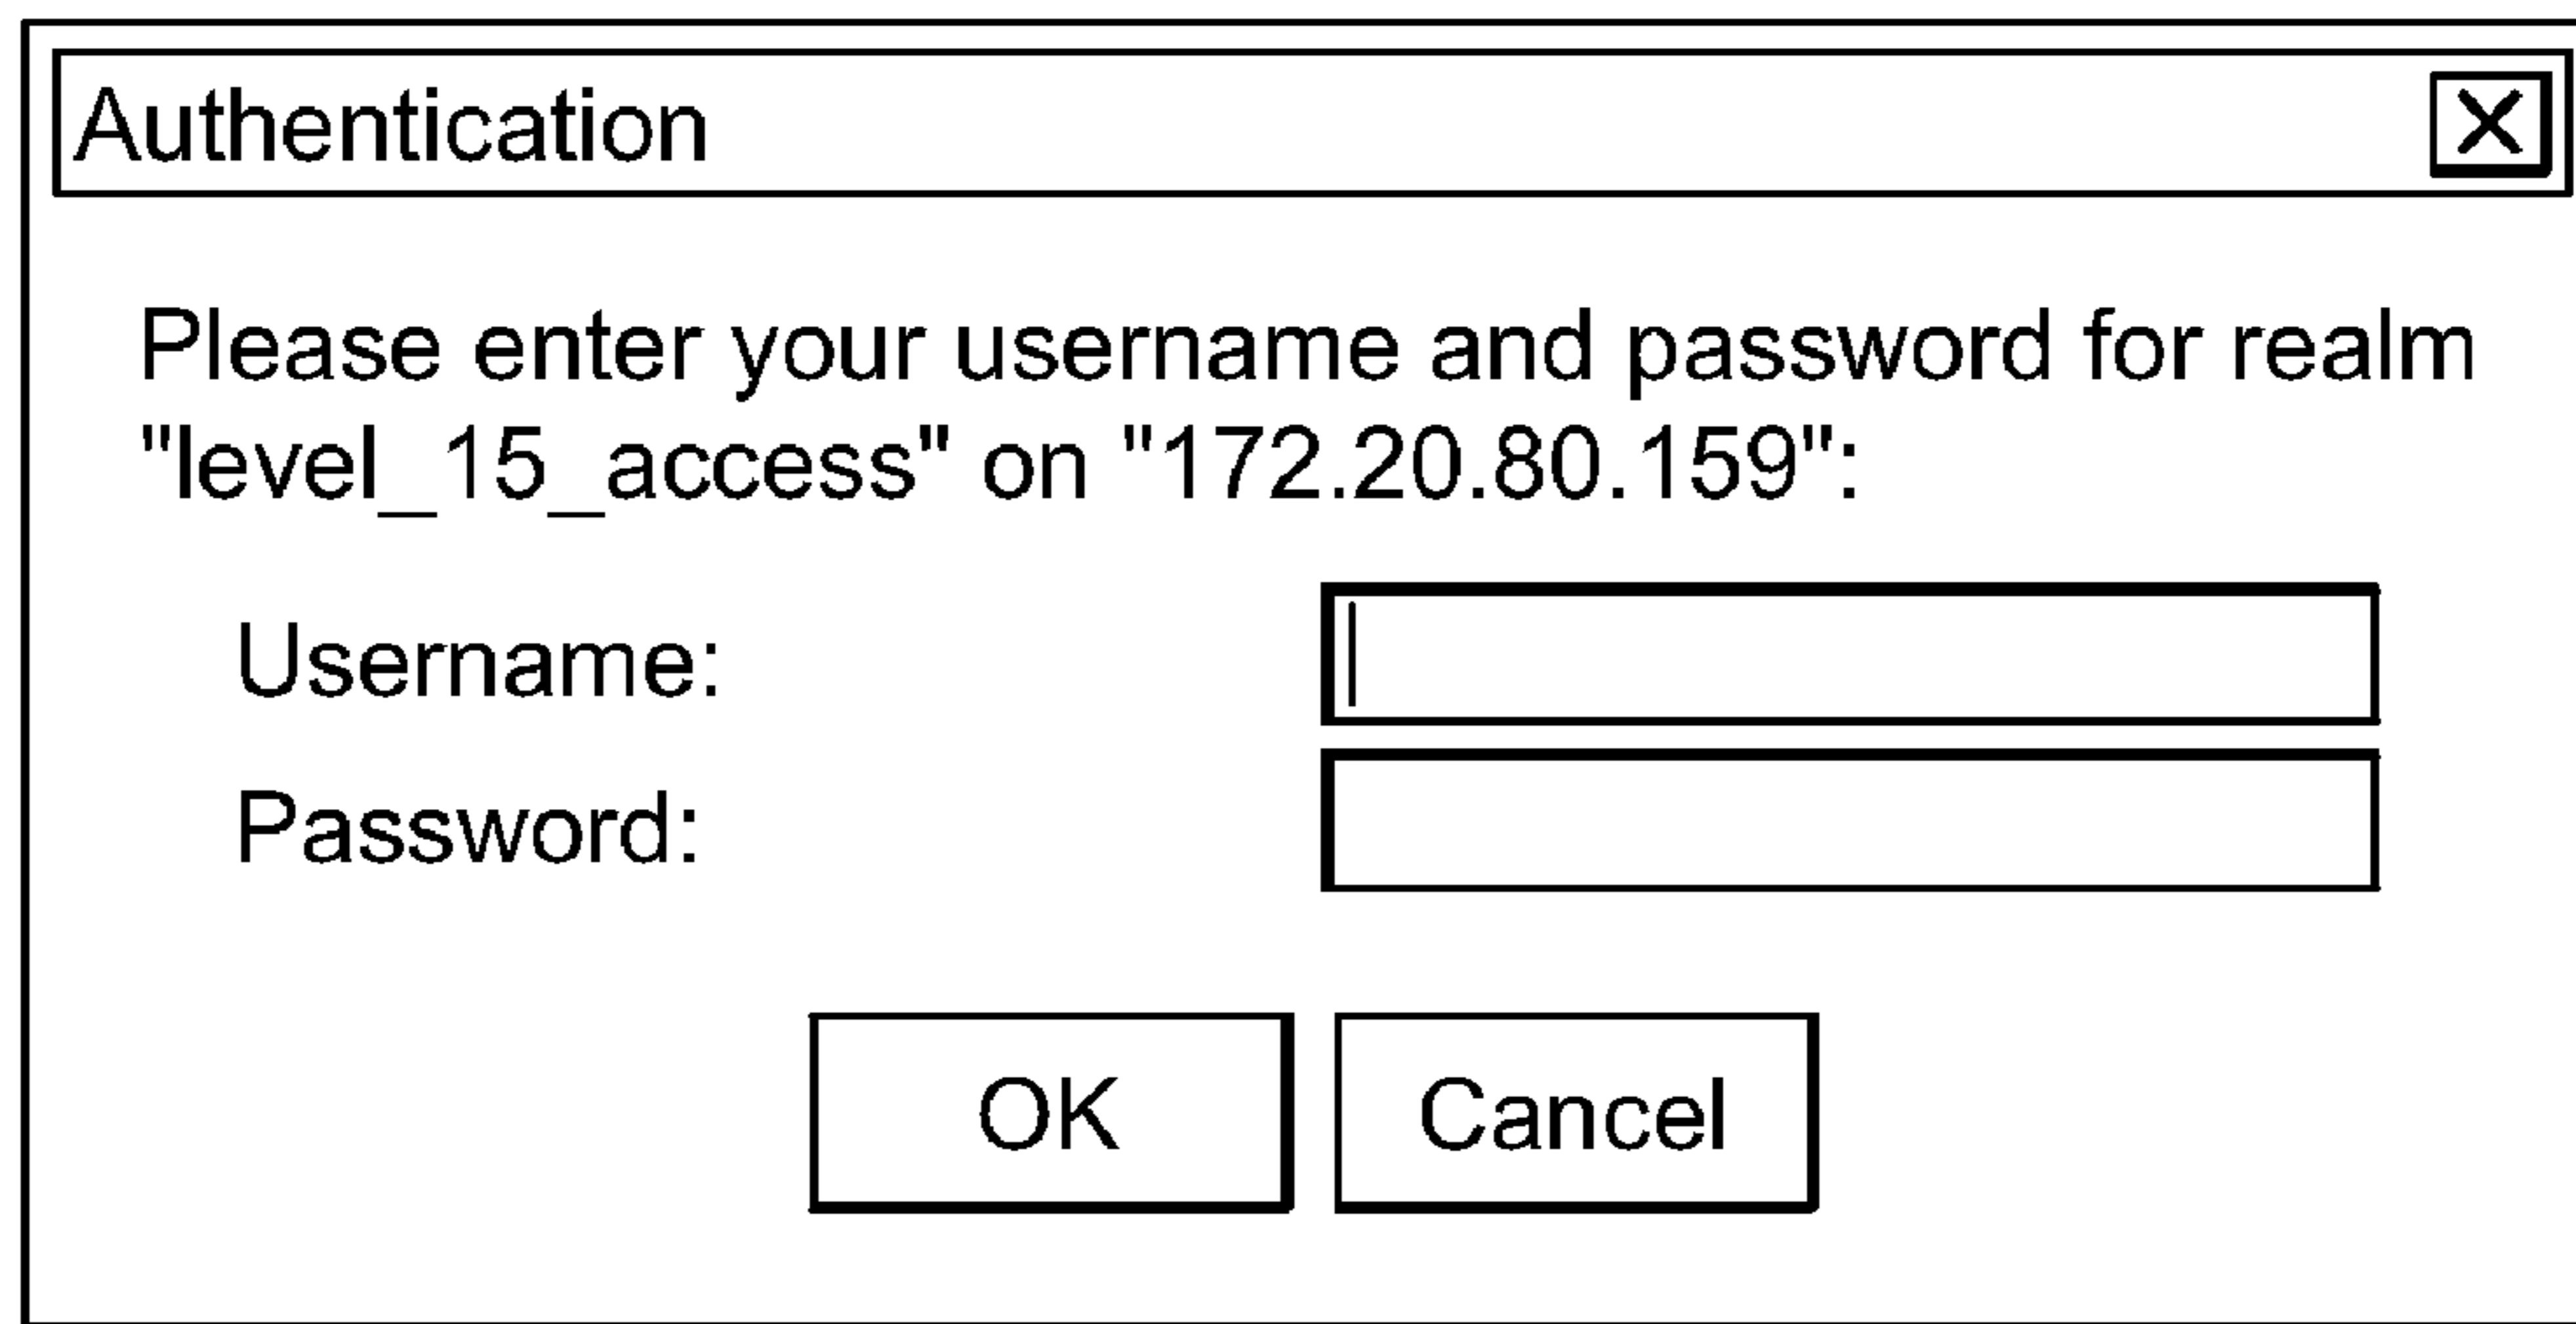 Authentication
Please enter your username and password for realm
"level_15_access" on "172.20.80.159":
Username:
Password:
OK Cancel